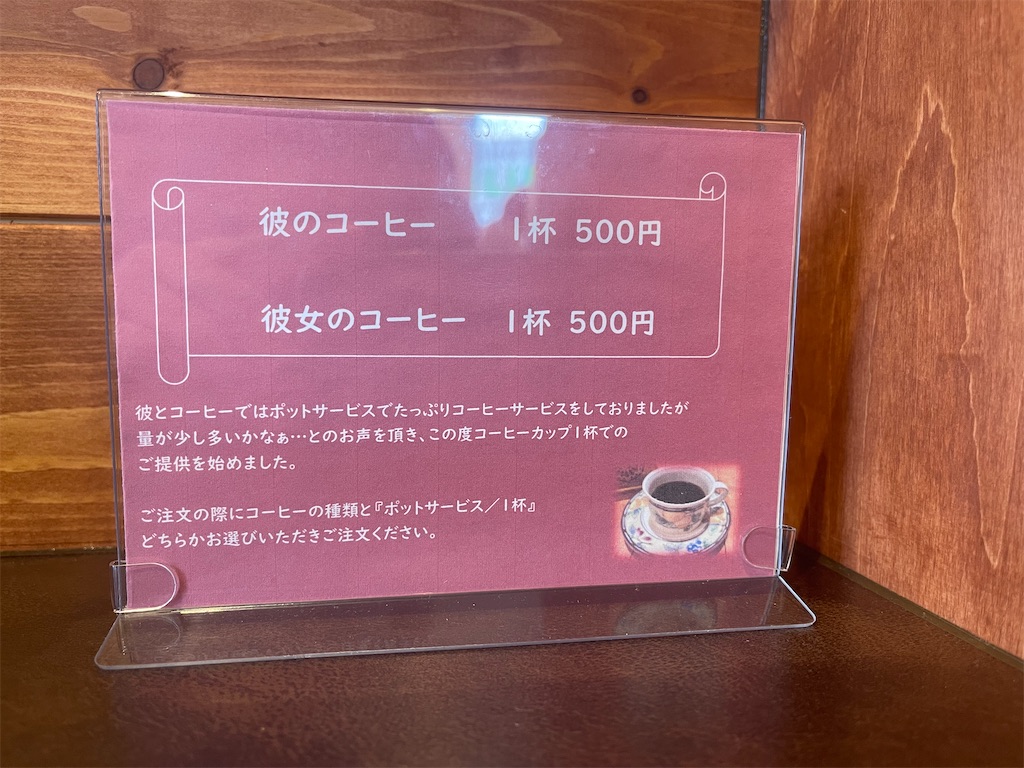 彼のコーヒー 1杯 500円
彼女のコーヒー 1杯 500円
彼とコーヒーではポットサービスでたっぷりコーヒーサービスをしておりましたが
量が少し多いかなぁ…とのお声を頂き、この度コーヒーカップ1杯での
ご提供を始めました。
ご注文の際にコーヒーの種類と『ポットサービス／1杯』
どちらかお選びいただきご注文ください。